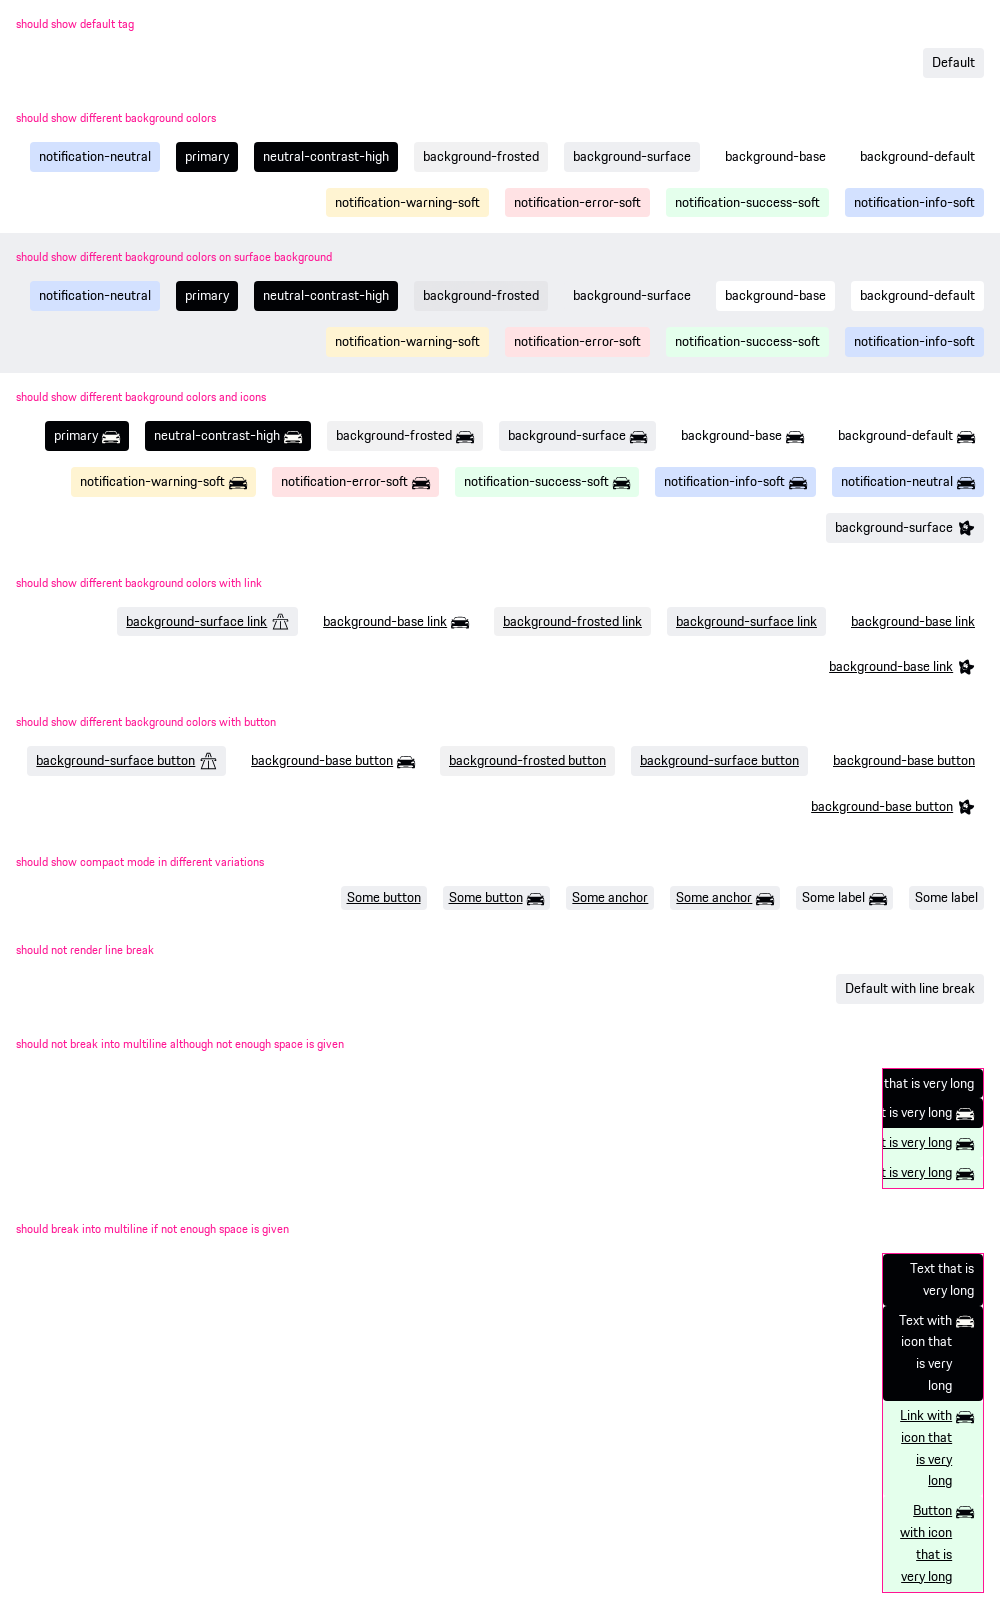 should show default tag
Default
should show different background colors
notification-neutral primary neutral-contrast-high background-frosted background-surface background-base background-default
notification-warning-soft notification-error-soft notification-success-soft notification-info-soft
should show different background colors on surface background
notification-neutral primary neutral-contrast-high background-frosted background-surface background-base background-default
notification-warning-soft notification-error-soft notification-success-soft notification-info-soft
should show different background colors and icons
primary neutral-contrast-high background-frosted background-surface background-base background-default
notification-warning-soft notification-error-soft notification-success-soft notification-info-soft notification-neutral
background-surface
should show different background colors with link
background-surface link background-base link background-frosted link background-surface link background-base link
background-base link
should show different background colors with button
background-surface button background-base button background-frosted button background-surface button background-base button
background-base button
should show compact mode in different variations
Some button Some button Some anchor Some anchor Some label Some label
should not render line break
Default with line break
should not break into multiline although not enough space is given
that is very long
t is very long
t is very long
t is very long
should break into multiline if not enough space is given
Text that is
very long
Text with
icon that
is very
long
Link with
icon that
is very
long
Button
with icon
that is
very long